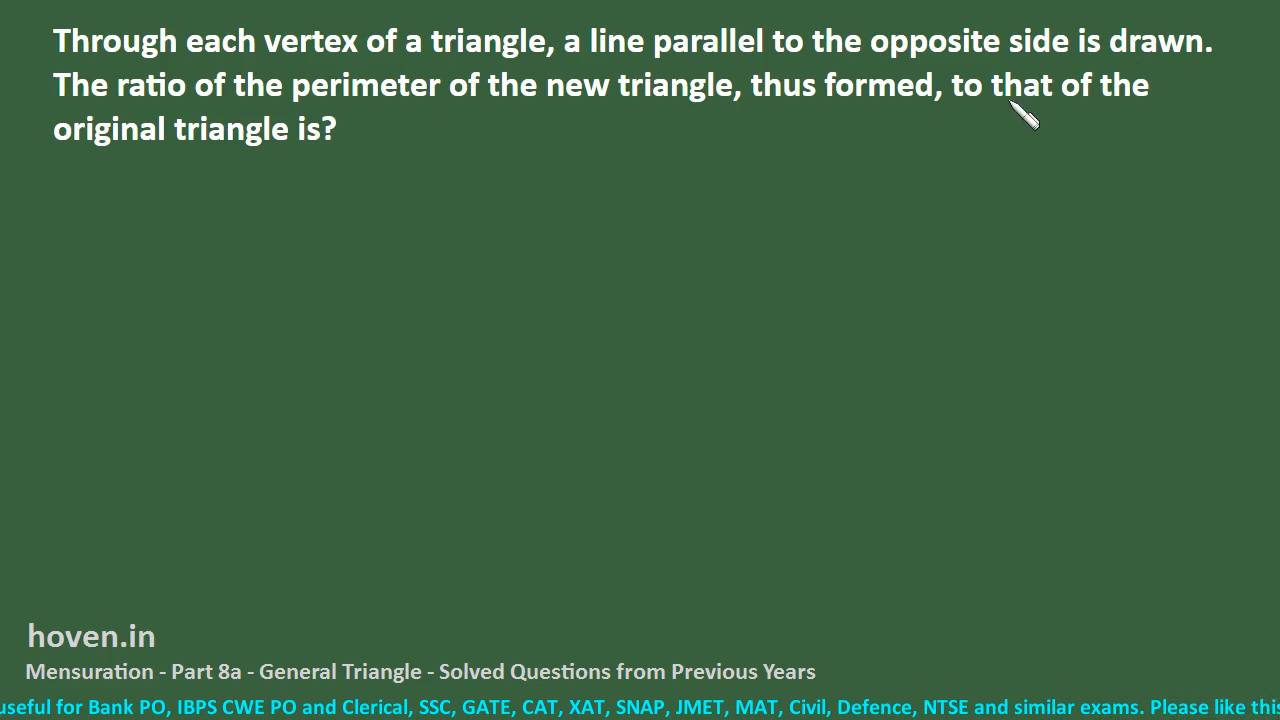 Through each vertex of a triangle, a line parallel to the opposite side is drawn.
The ratio of the perimeter of the new triangle, thus formed, to that of the
original triangle is?
hoven.in
Mensuration - Part 8a - General Triangle - Solved Questions from Previous Years
useful for Bank PO, IBPS CWE PO and Clerical, SSC, GATE, CAT, XAT, SNAP, JMET, MAT, Civil, Defence, NTSE and similar exams. Please like this